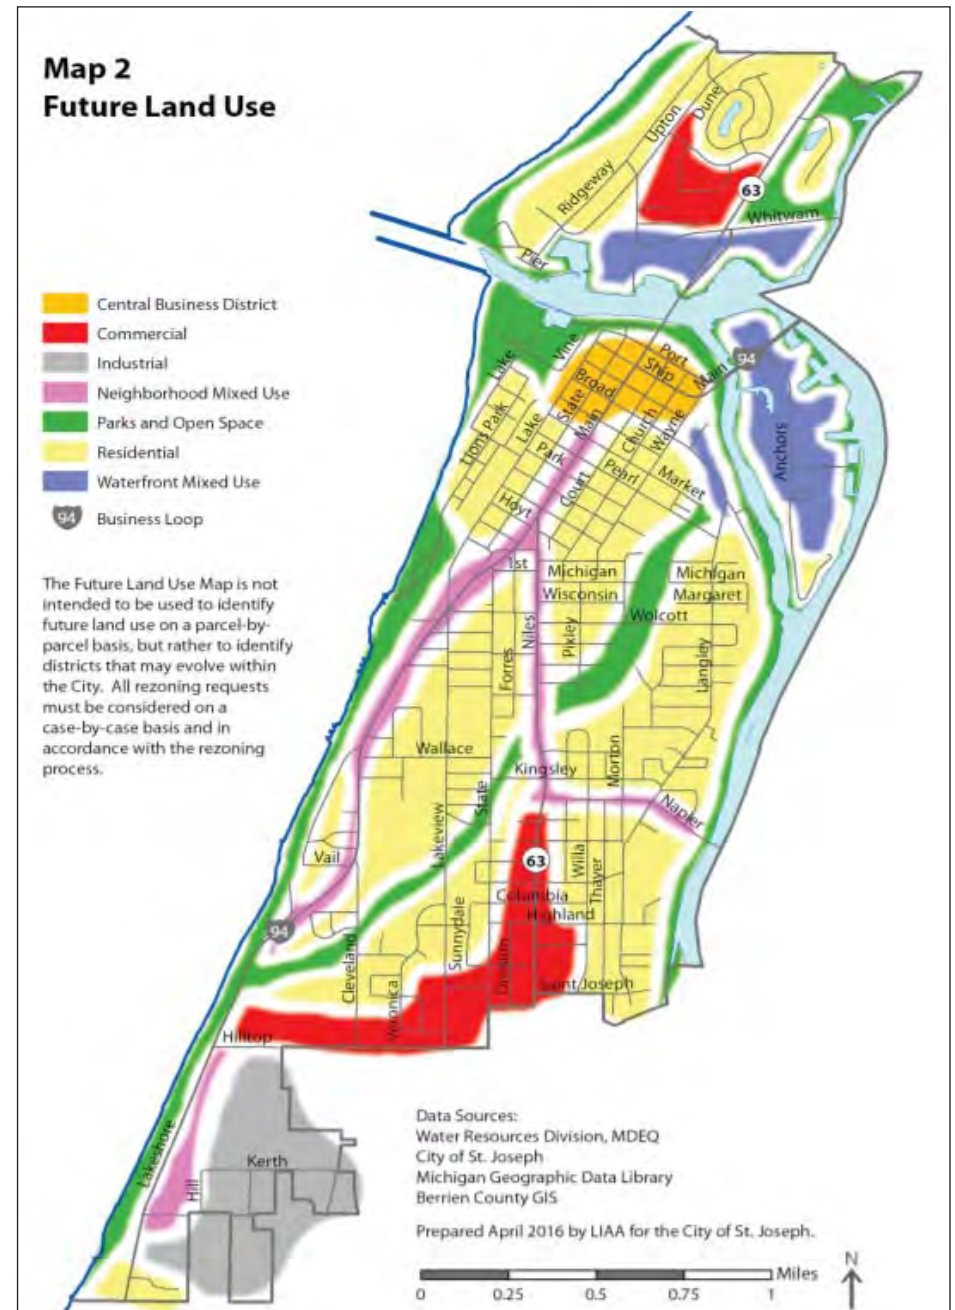 Map 2
Future Land Use
Central Business District
Commercial
Industrial
Neighborhood Mixed Use
Parks and Open Space
Residential
Waterfront Mixed Use
94
Business Loop
The Future Land Use Map is not
intended to be used to identify
future land use on a parcel-by-
parcel basis, but rather to identify
districts that may evolve within
the City. All rezoning requests
must be considered on a
case-by-case basis and in
accordance with the rezoning
process.
Dune
Upton
Ridgeway
63
Whitwam
Pier
Vine
Lake
Port
Ship
Main
94
Broad
State
Main
Church
Wayne
Anchors
Lions Park
Lake
Park
Pearl
Market
Court
Hoyt
1st
Michigan
Michigan
Wisconsin
Margaret
Wolcott
Niles
Pixley
Forres
Langley
Wallace
Kingsley
Morton
State
Napier
Lakeview
Vail
63
Willa
Thayer
Columbia
Highland
94
Sunnydale
Cleveland
Division
Saint Joseph
Veronica
Hilltop
Lakeshore
Kerth
Hill
Data Sources:
Water Resources Division, MDEQ
City of St. Joseph
Michigan Geographic Data Library
Berrien County GIS
Prepared April 2016 by LIAA for the City of St. Joseph.
N
Miles
0 0.25 0.5 0.75 1